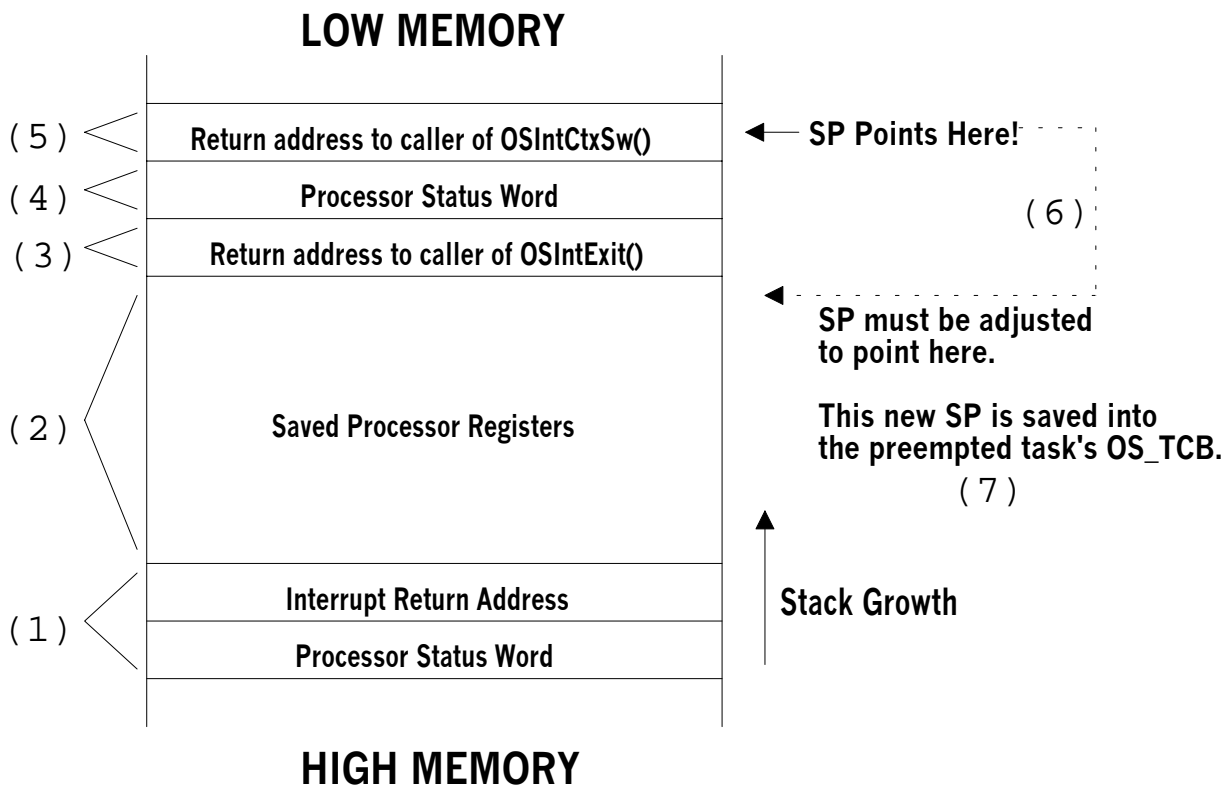 LOW MEMORY
(5)
Return address to caller of OSIntCtxSw()
SP Points Here!
(4)
Processor Status Word
(6)
(3)
Return address to caller of OSIntExit()
SP must be adjusted
to point here.
(2)
Saved Processor Registers
This new SP is saved into
the preempted task's OS_TCB.
(7)
Interrupt Return Address
Stack Growth
(1)
Processor Status Word
HIGH MEMORY